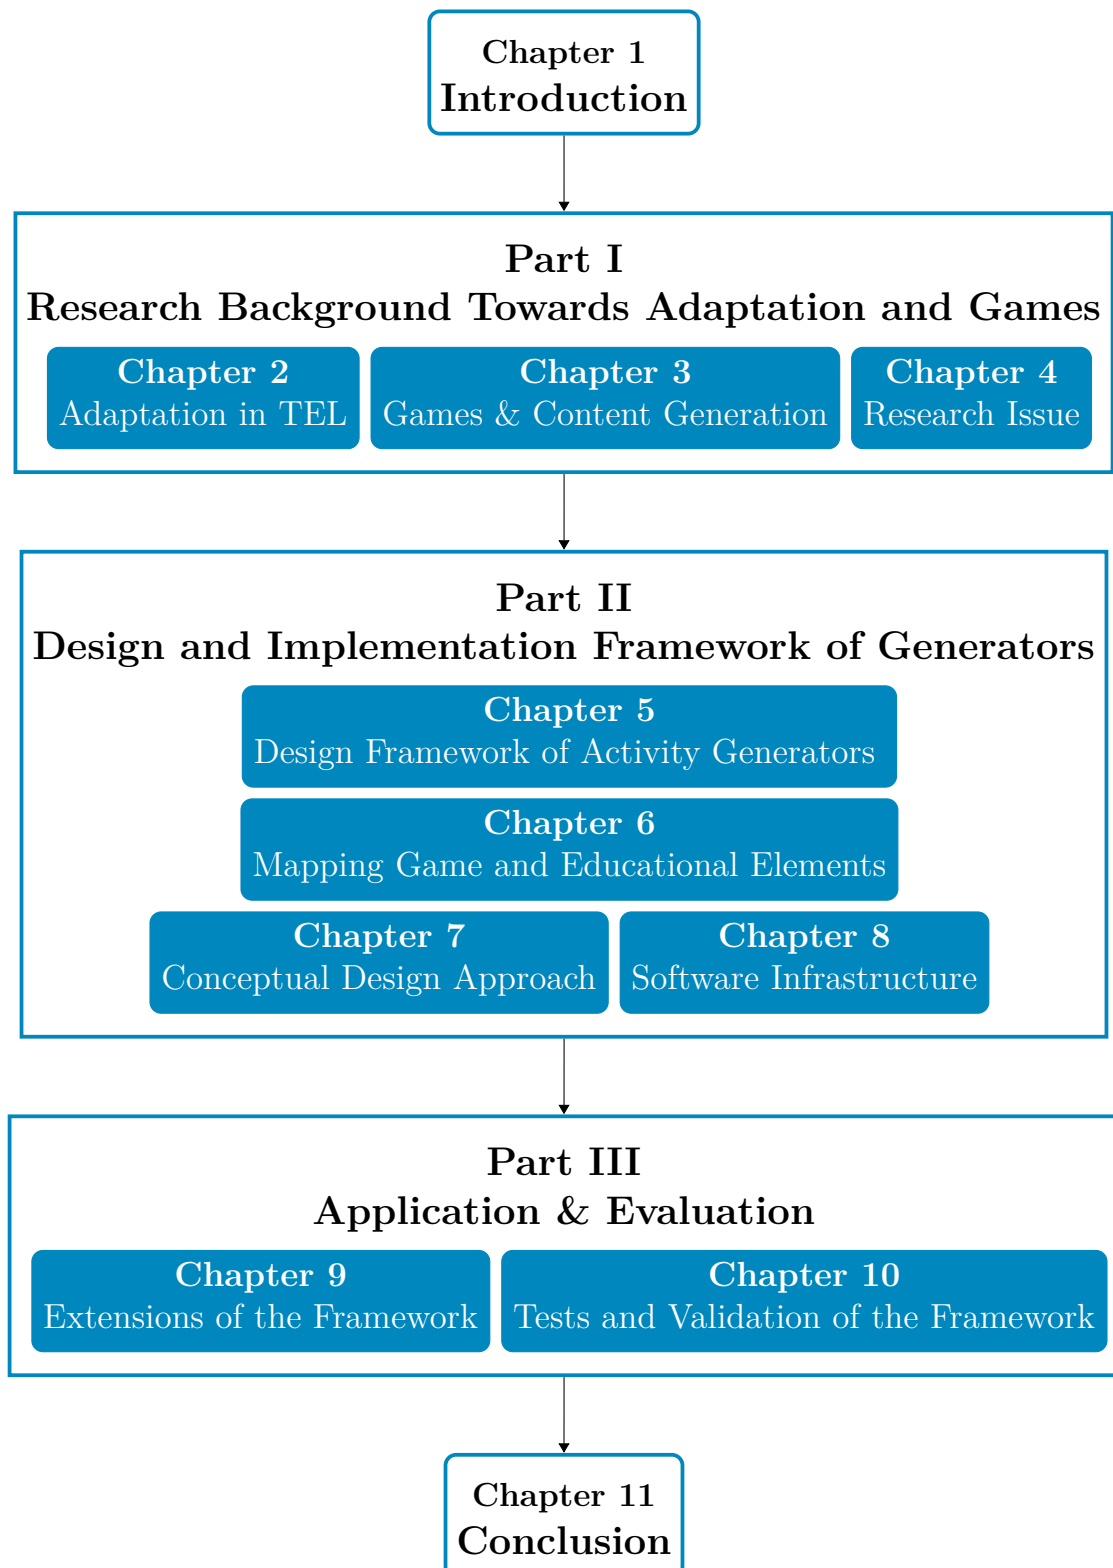 Chapter 1
Introduction
Part I
Research Background Towards Adaptation and Games
Chapter 2
Adaptation in TEL
Chapter 3
Games & Content Generation
Chapter 4
Research Issue
Part II
Design and Implementation Framework of Generators
Chapter 5
Design Framework of Activity Generators
Chapter 6
Mapping Game and Educational Elements
Chapter 7
Conceptual Design Approach
Chapter 8
Software Infrastructure
Part III
Application & Evaluation
Chapter 9
Extensions of the Framework
Chapter 10
Tests and Validation of the Framework
Chapter 11
Conclusion